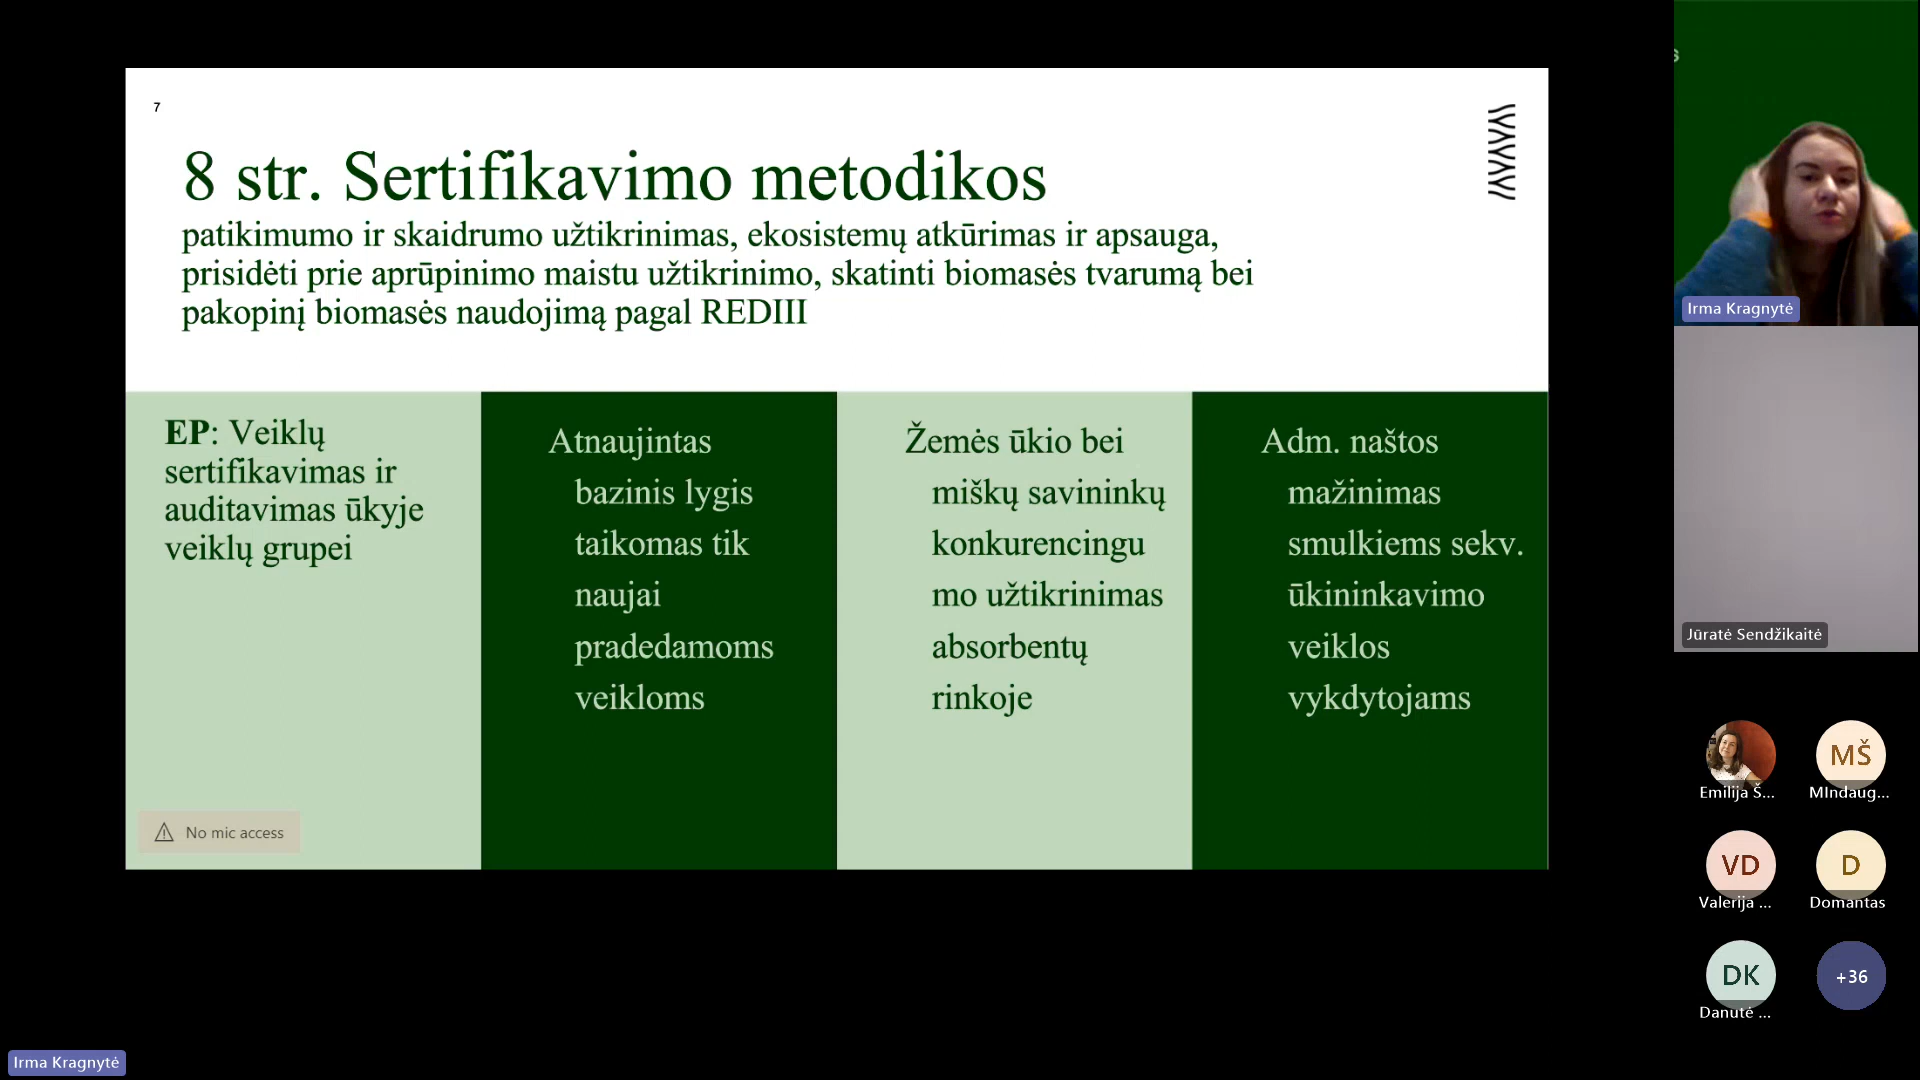 7
8 str. Sertifikavimo metodikos
patikimumo ir skaidrumo užtikrinimas, ekosistemų atkūrimas ir apsauga,
prisidėti prie aprūpinimo maistu užtikrinimo, skatinti biomasės tvarumą bei
pakopinį biomasės naudojimą pagal REDIII
EP: Veiklų
sertifikavimas ir
auditavimas ūkyje
veiklų grupei
Atnaujintas
bazinis lygis
taikomas tik
naujai
pradedamoms
veikloms
Žemės ūkio bei
miškų savininkų
konkurencingu
mo užtikrinimas
absorbentų
rinkoje
Adm. naštos
mažinimas
smulkiems sekv.
ūkininkavimo
veiklos
vykdytojams
No mic access
Irma Kragnytė
s
Irma Kragnytė
Jūratė Sendžikaitė
Emilija Š...
MŠ
MIndaug...
VD
Valerija ...
D
Domantas
DK
Danutė ...
+36